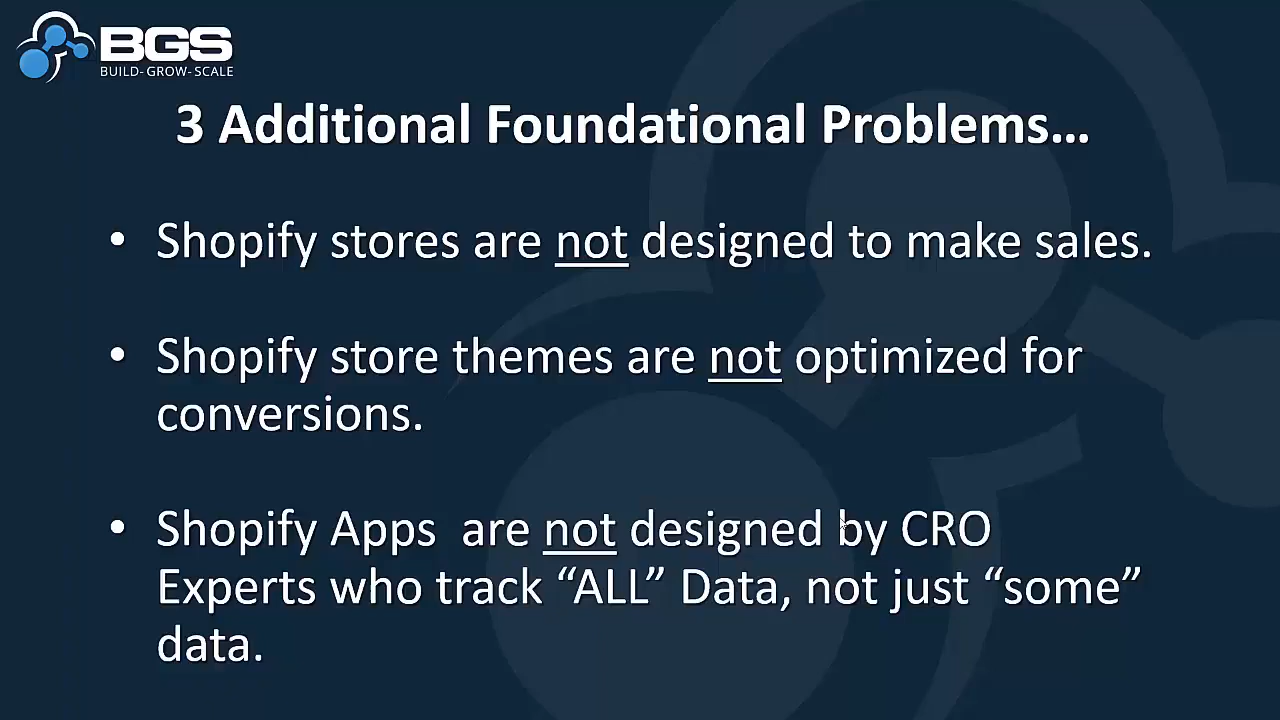 BGS
BUILD-GROW-SCALE
3 Additional Foundational Problems…
• Shopify stores are not designed to make sales.
• Shopify store themes are not optimized for
conversions.
• Shopify Apps  are not designed by CRO
Experts who track “ALL” Data, not just “some”
data.